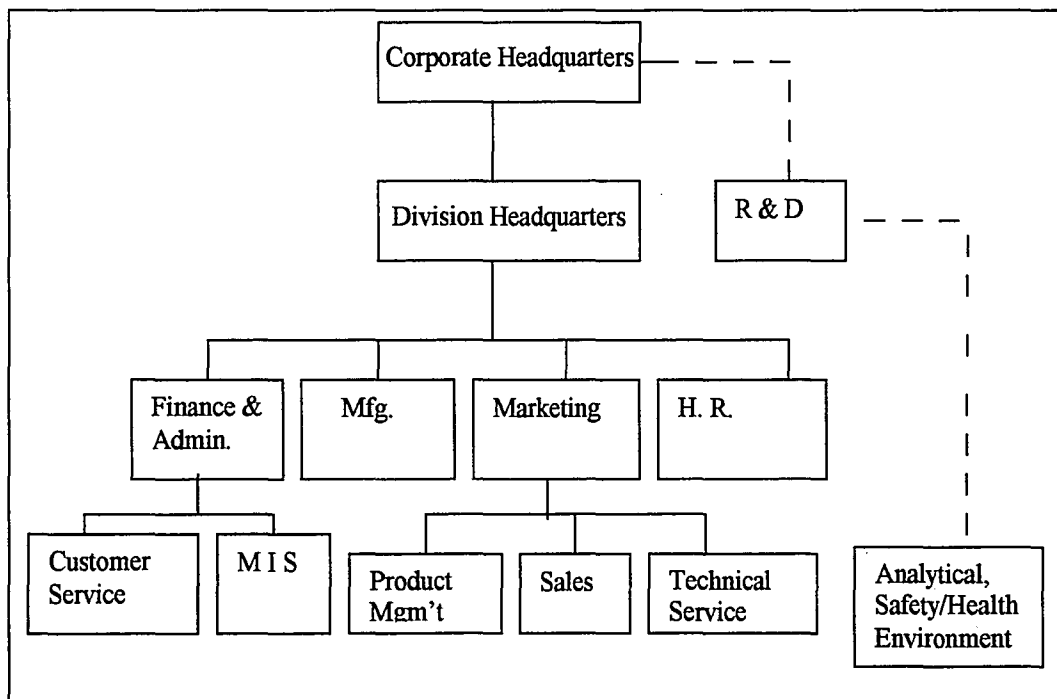 Corporate Headquarters
Division Headquarters
R & D
Finance &
Admin.
Mfg.
Marketing
H. R.
Customer
Service
M I S
Product
Mgm't
Sales
Technical
Service
Analytical,
Safety/Health
Environment